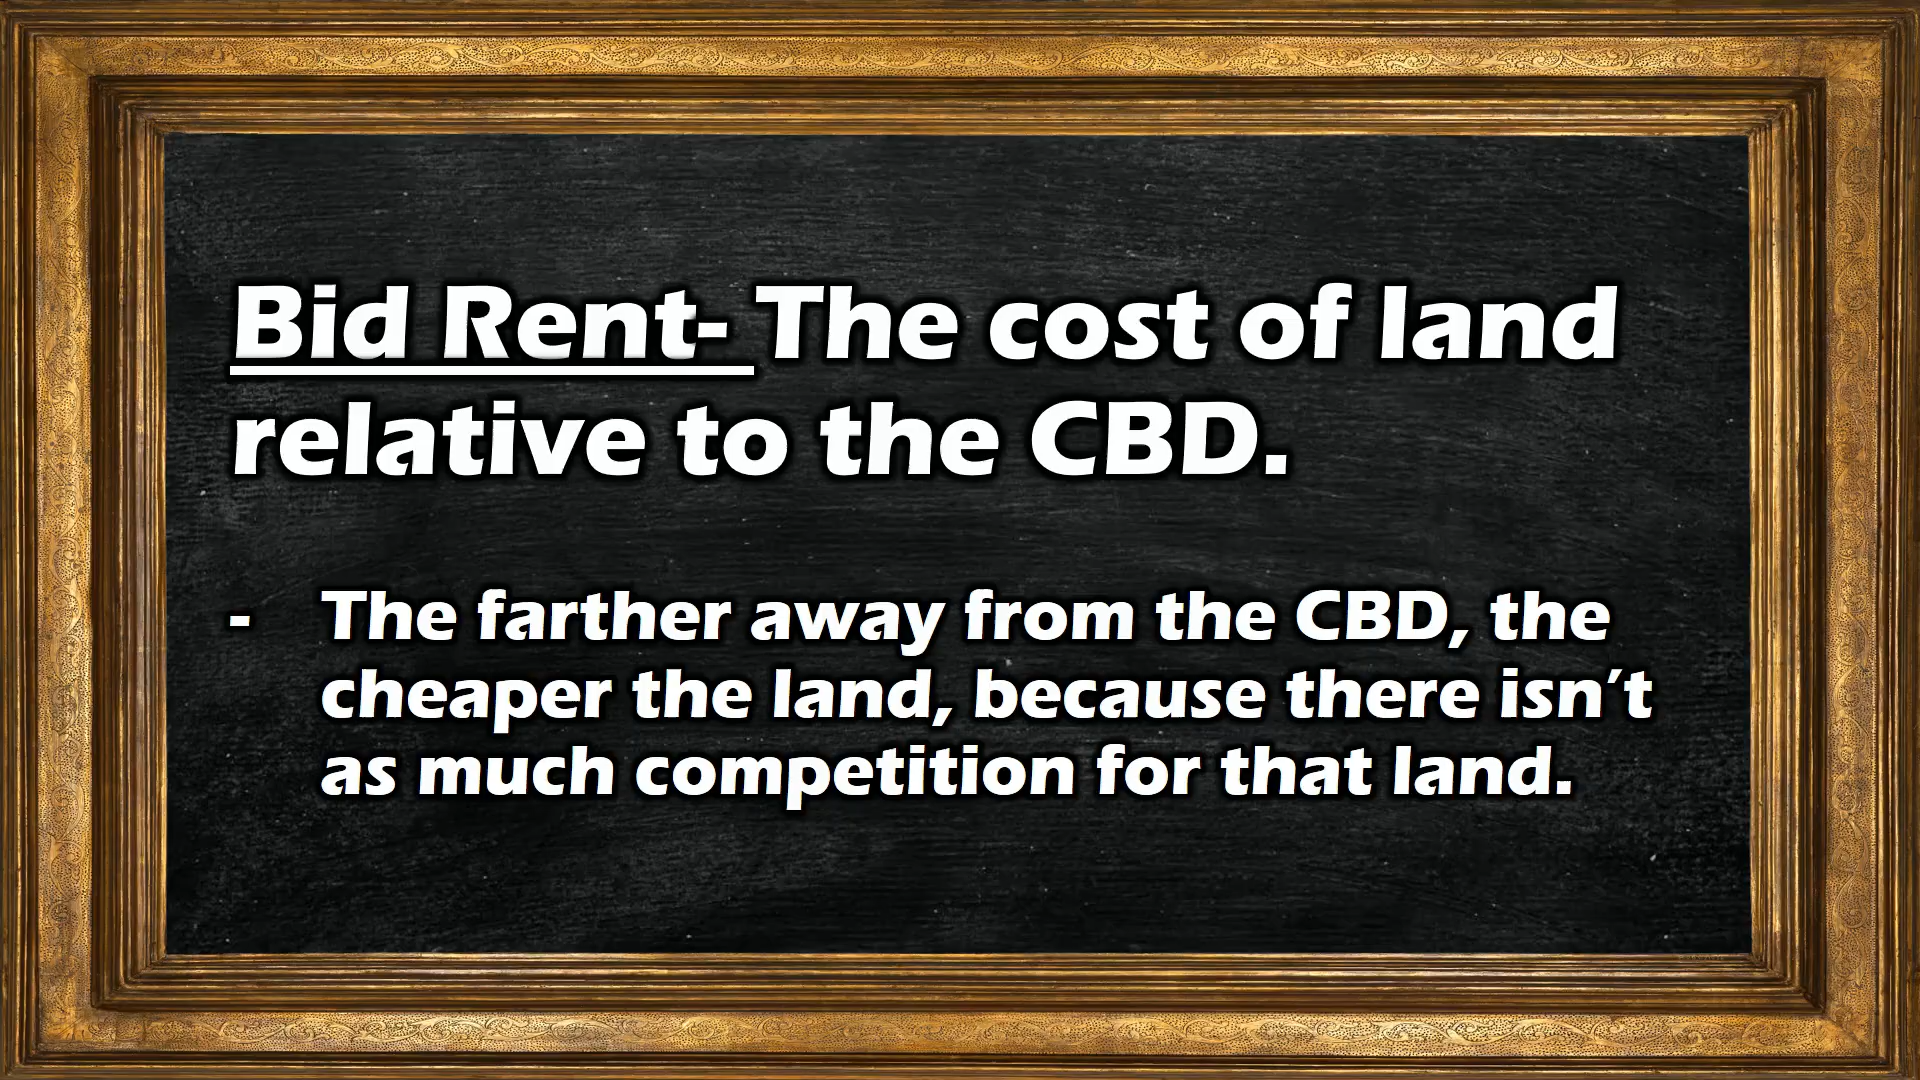 Bid Rent- The cost of land
relative to the CBD.
- The farther away from the CBD, the
cheaper the land, because there isn’t
as much competition for that land.